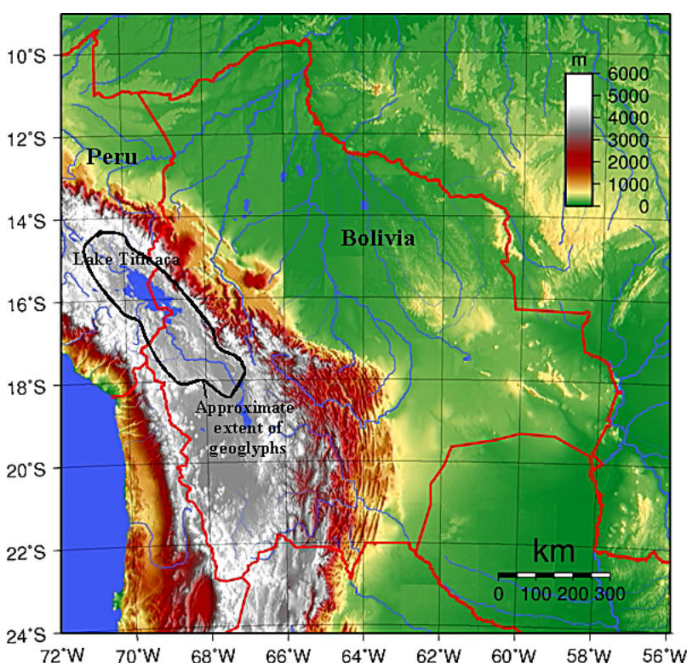 10°S
12°S
14°S
16°S
18°S
20°S
22°S
24°S
72°W 70°W 68°W 66°W 64°W 62°W 60°W 58°W 56°W
m
6000
5000
4000
3000
2000
1000
0
Peru
Bolivia
Lake Titicaca
Approximate
extent of
geoglyphs
km
0 100 200 300